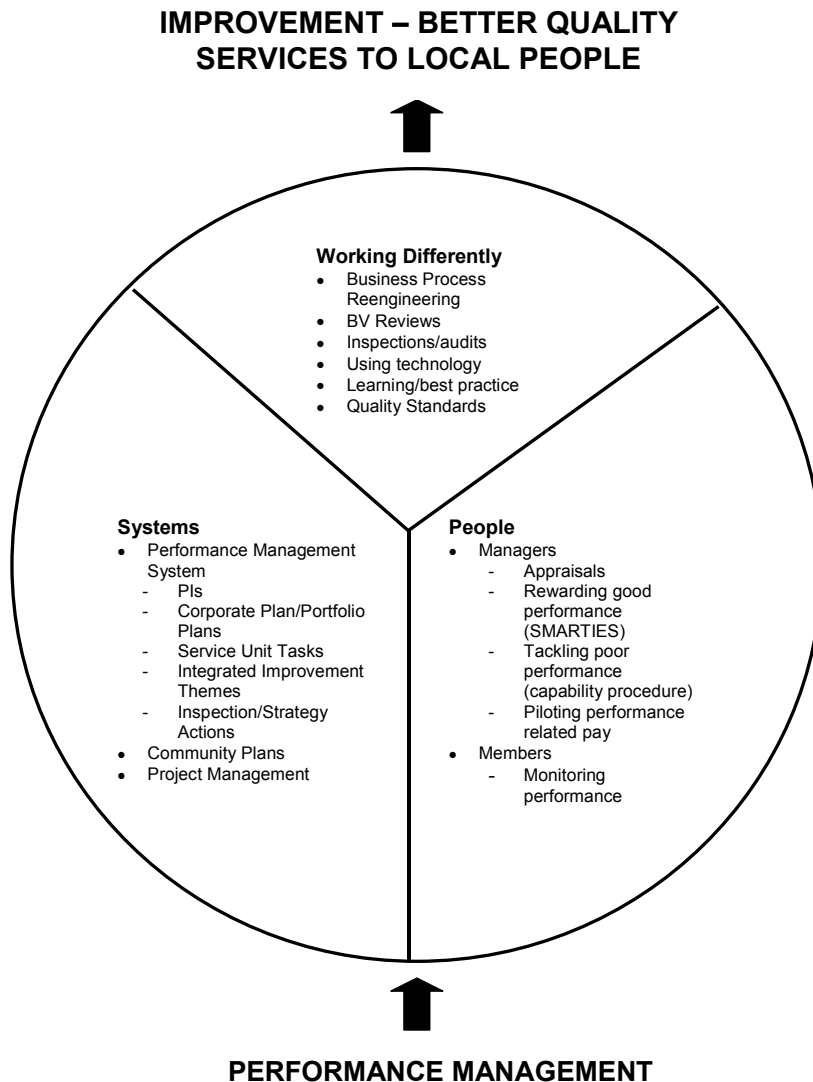 IMPROVEMENT – BETTER QUALITY
SERVICES TO LOCAL PEOPLE
Working Differently
• Business Process
Reengineering
• BV Reviews
• Inspections/audits
• Using technology
• Learning/best practice
• Quality Standards
Systems
• Performance Management
System
- PIs
- Corporate Plan/Portfolio
Plans
- Service Unit Tasks
- Integrated Improvement
Themes
- Inspection/Strategy
Actions
• Community Plans
• Project Management
People
• Managers
- Appraisals
- Rewarding good
performance
(SMARTIES)
- Tackling poor
performance
(capability procedure)
- Piloting performance
related pay
• Members
- Monitoring
performance
PERFORMANCE MANAGEMENT